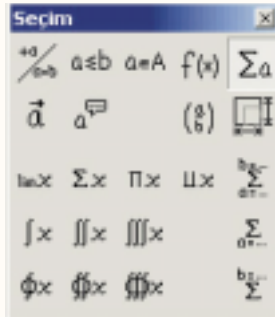 Seçim
+a/a+b a≤b a∈A f(x) Σa
a⃗ a (a b)
lim x Σx Πx ∐x b=... Σ a=...
∫x ∬x ∭x Σ a=...
∮x ∯x ∰x b=... Σ